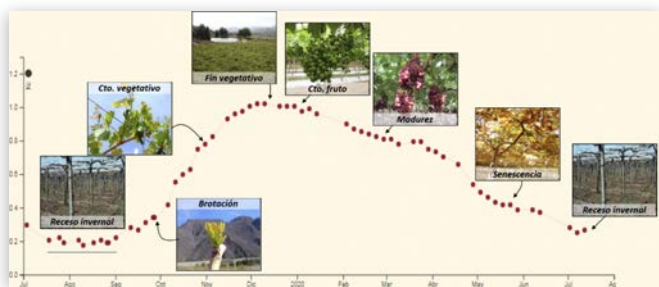 Fin vegetativo
Cto. fruto
Cto. vegetativo
Madurez
Senescencia
Receso invernal
Brotación
Receso invernal
1.2
1.0
0.8
0.6
0.4
0.2
0.0
Jul
Ago
Sep
Oct
Nov
Dic
2020
Feb
Mar
Abr
May
Jun
Jul